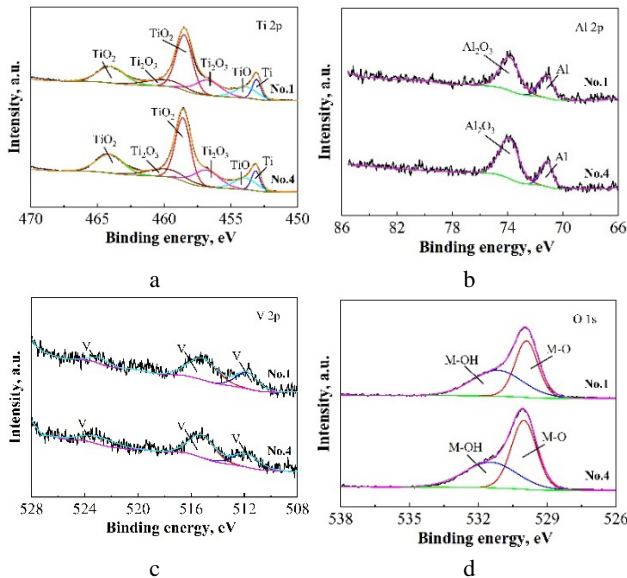 Ti 2p
TiO₂
TiO₂ Ti₂O₃ Ti₂O₃ TiO Ti
No.1
TiO₂
TiO₂ Ti₂O₃ Ti₂O₃ TiO Ti
No.4
Intensity, a.u.
470 465 460 455 450
Binding energy, eV
a
Al 2p
Al₂O₃ Al
No.1
Al₂O₃ Al
No.4
Intensity, a.u.
86 82 78 74 70 66
Binding energy, eV
b
V 2p
V V V
No.1
V V V
No.4
Intensity, a.u.
528 524 520 516 512 508
Binding energy, eV
c
O 1s
M-OH M-O
No.1
M-OH M-O
No.4
Intensity, a.u.
538 535 532 529 526
Binding energy, eV
d